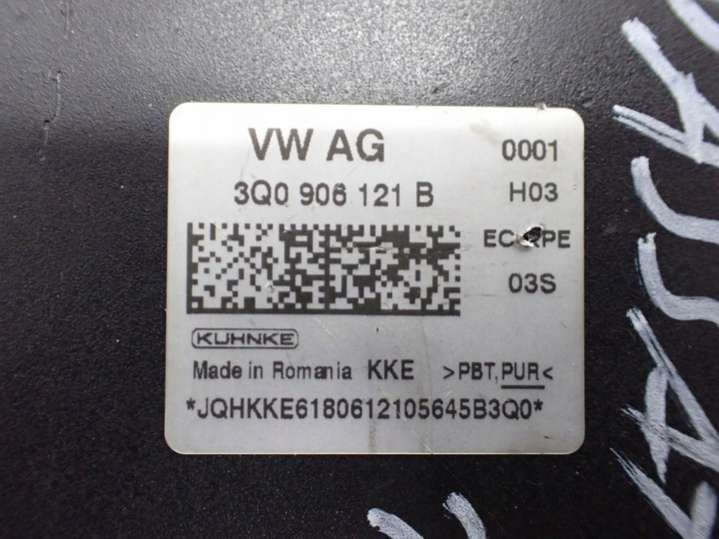 VW AG 0001
3Q0 906 121 B H03
03S
KUHNKE
Made in Romania KKE >PBT,PUR<
*JQHKKE6180612105645B3Q0*